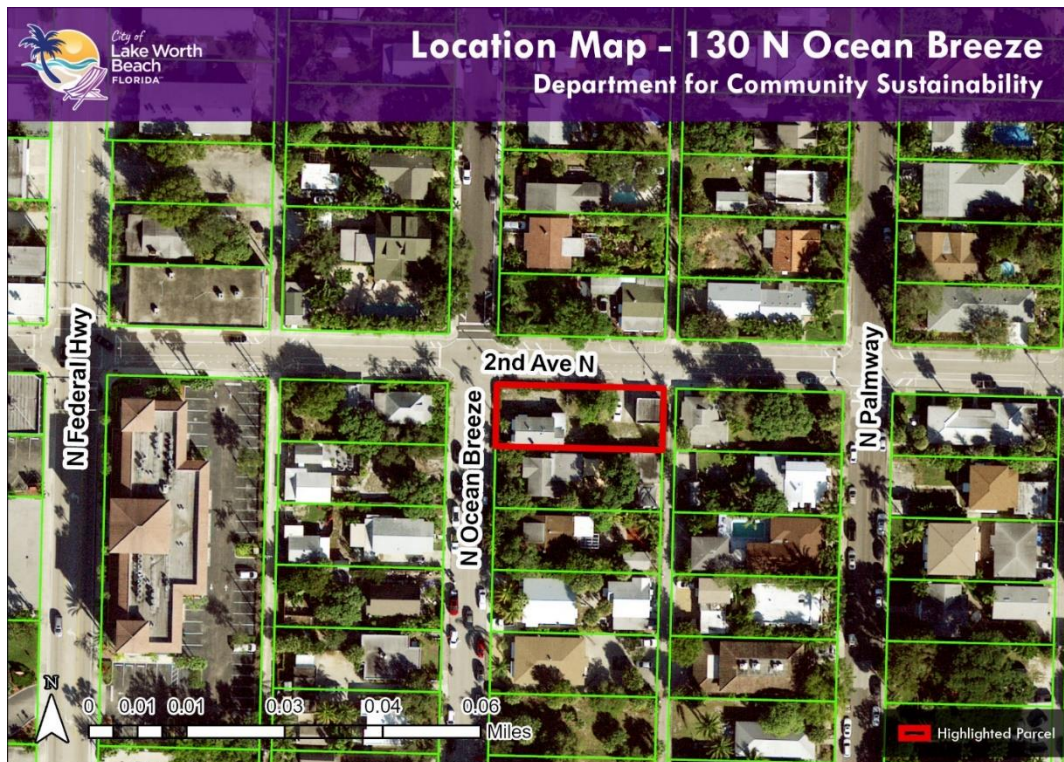 City of
Lake Worth
Beach
FLORIDA
Location Map - 130 N Ocean Breeze
Department for Community Sustainability
N Federal Hwy
2nd Ave N
N Ocean Breeze
N Palmway
N
0 0.01 0.01 0.03 0.04 0.06
Miles
Highlighted Parcel